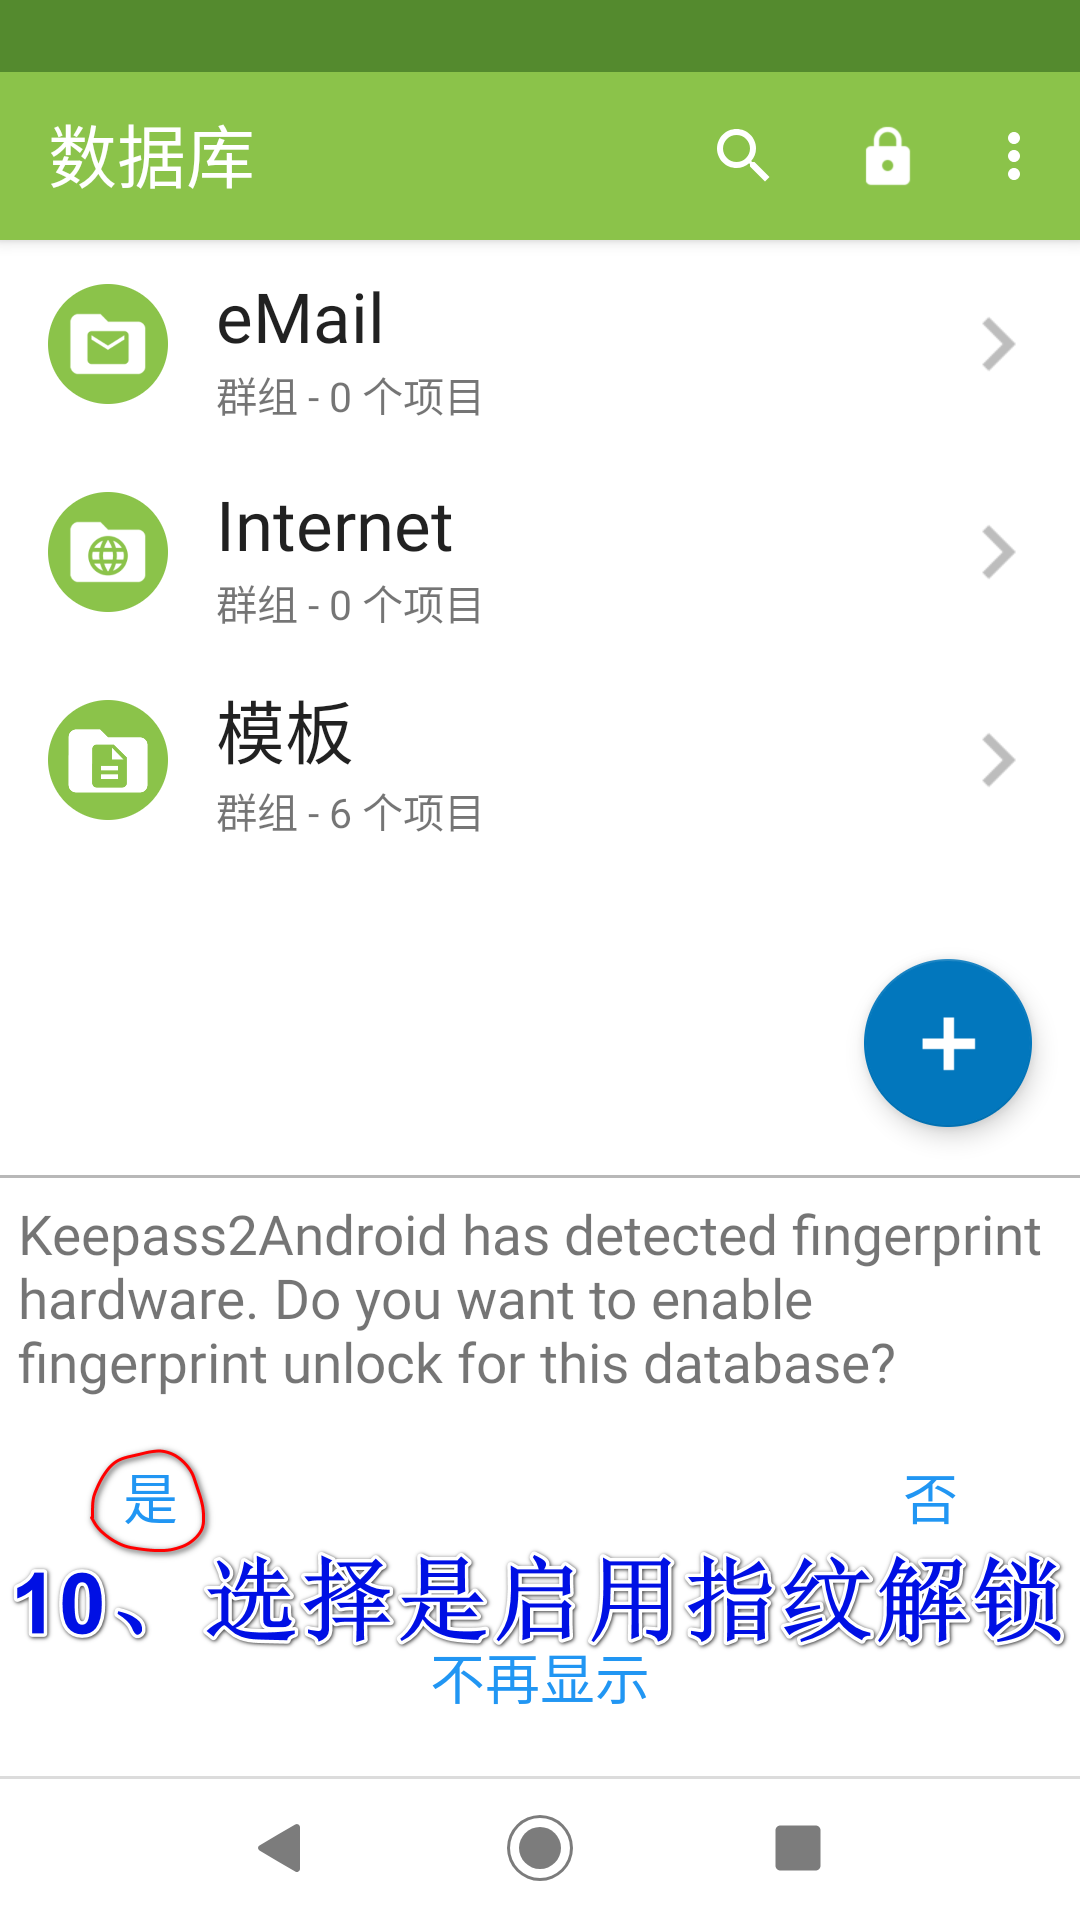 数据库
eMail
群组 - 0 个项目
Internet
群组 - 0 个项目
模板
群组 - 6 个项目
Keepass2Android has detected fingerprint
hardware. Do you want to enable
fingerprint unlock for this database?
是 否
10、选择是启用指纹解锁
不再显示